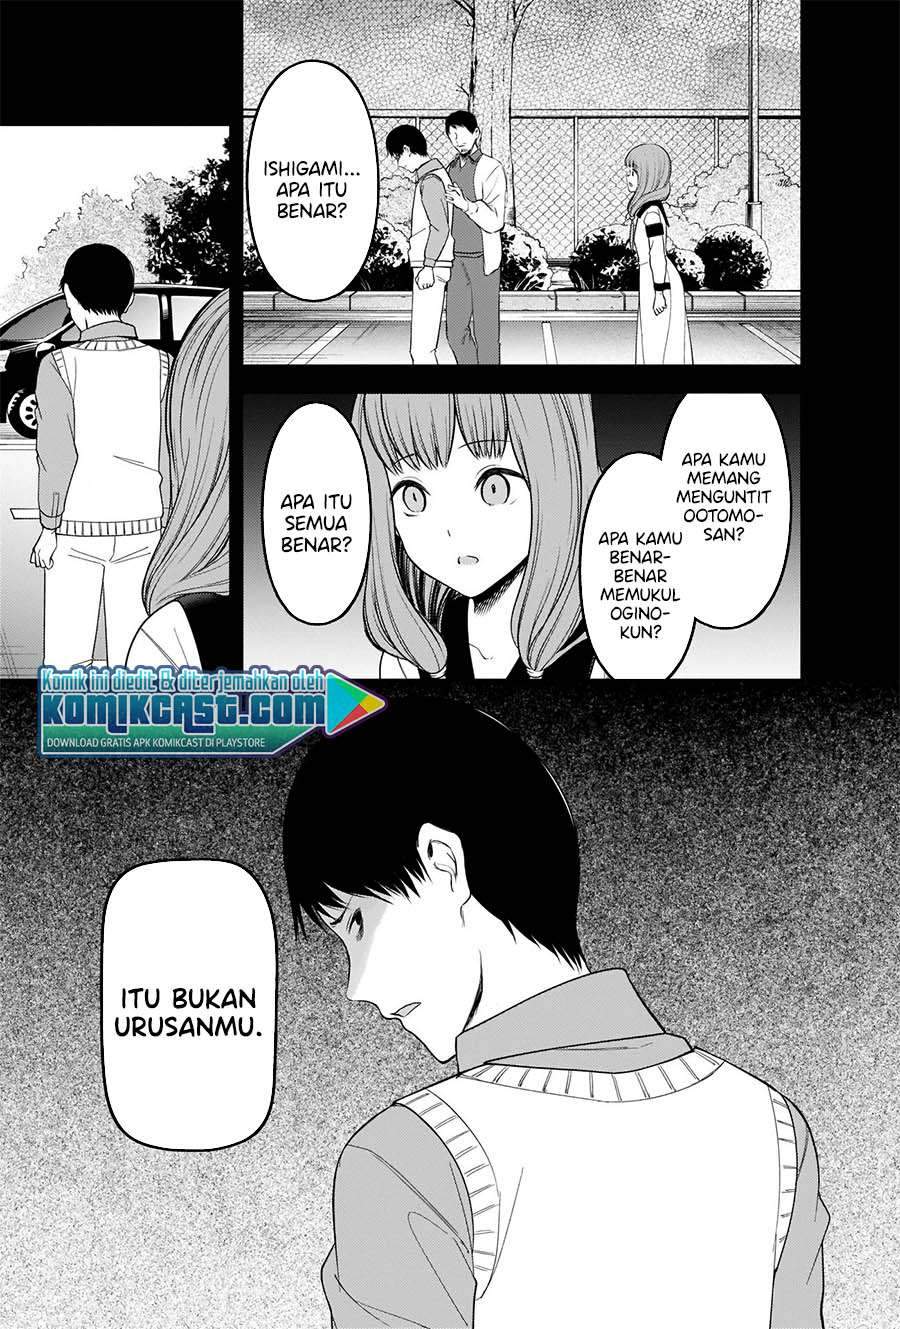 ISHIGAMI...
APA ITU
BENAR?
APA KAMU
MEMANG
MENGUNTIT
OOTOMO-
SAN?
APA KAMU
BENAR-
BENAR
MEMUKUL
OGINO-
KUN?
APA ITU
SEMUA
BENAR?
Komik ini diedit & diterjemahkan oleh
KOMIKCAST.COM
DOWNLOAD GRATIS APK KOMIKCAST DI PLAYSTORE
ITU BUKAN
URUSANMU.